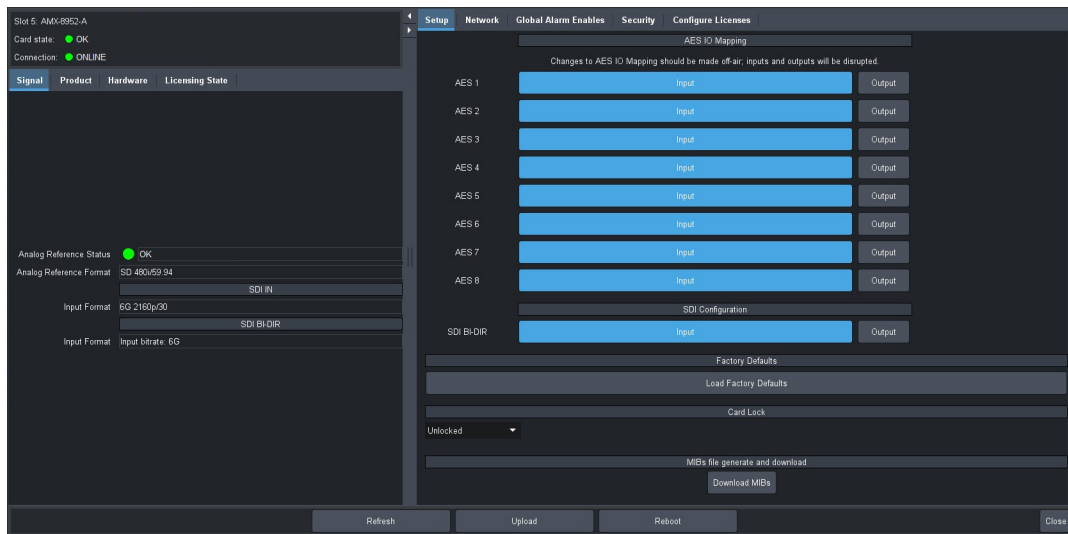 Slot 5: AMX-8952-A
Card state: OK
Connection: ONLINE
Signal Product Hardware Licensing State
Analog Reference Status OK
Analog Reference Format SD 480i/59.94
SDI IN
Input Format 6G 2160p/30
SDI BI-DIR
Input Format Input bitrate: 6G
Setup Network Global Alarm Enables Security Configure Licenses
AES IO Mapping
Changes to AES IO Mapping should be made off-air; inputs and outputs will be disrupted.
AES 1 Input Output
AES 2 Input Output
AES 3 Input Output
AES 4 Input Output
AES 5 Input Output
AES 6 Input Output
AES 7 Input Output
AES 8 Input Output
SDI Configuration
SDI BI-DIR Input Output
Factory Defaults
Load Factory Defaults
Card Lock
Unlocked
MIBs file generate and download
Download MIBs
Refresh Upload Reboot Close